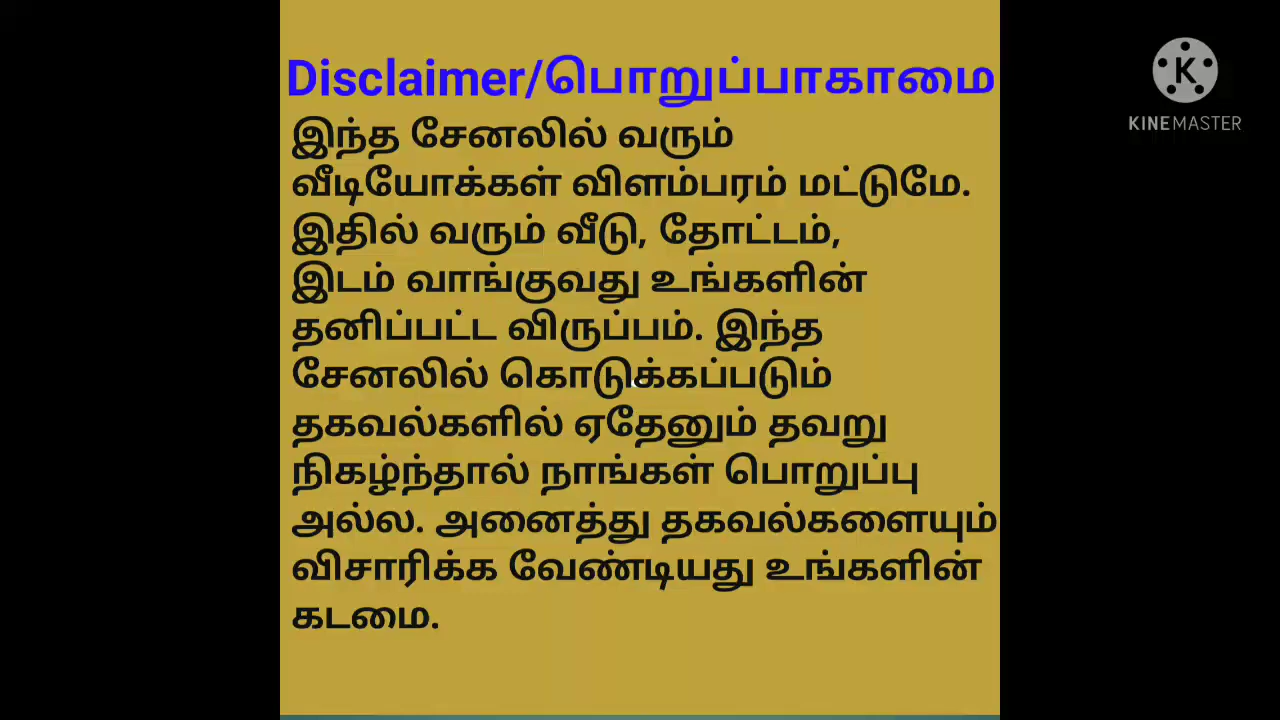 Disclaimer/பொறுப்பாகாமை
இந்த சேனலில் வரும்
வீடியோக்கள் விளம்பரம் மட்டுமே.
இதில் வரும் வீடு, தோட்டம்,
இடம் வாங்குவது உங்களின்
தனிப்பட்ட விருப்பம். இந்த
சேனலில் கொடுக்கப்படும்
தகவல்களில் ஏதேனும் தவறு
நிகழ்ந்தால் நாங்கள் பொறுப்பு
அல்ல. அனைத்து தகவல்களையும்
விசாரிக்க வேண்டியது உங்களின்
கடமை.
K
KINEMASTER